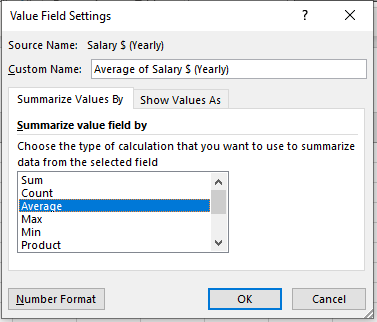 Value Field Settings
Source Name: Salary $ (Yearly)
Custom Name: Average of Salary $ (Yearly)
Summarize Values By Show Values As
Summarize value field by
Choose the type of calculation that you want to use to summarize
data from the selected field
Sum
Count
Average
Max
Min
Product
Number Format OK Cancel